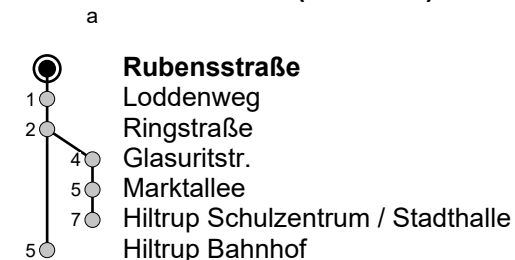 a
Rubensstraße
1 Loddenweg
2 Ringstraße
4 Glasuritstr.
5 Marktallee
7 Hiltrup Schulzentrum / Stadthalle
5 Hiltrup Bahnhof